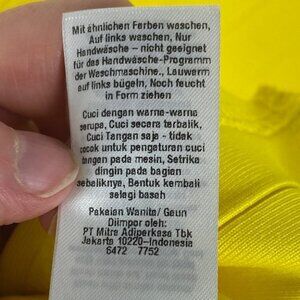 Mit ähnlichen Farben waschen,
Auf links waschen, Nur
Handwäsche – nicht geeignet
für das Handwäsche-Programm
der Waschmaschine., Lauwarm
auf links bügeln, Noch feucht
in Form ziehen
Cuci dengan warna-warna
serupa, Cuci secara terbalik,
Cuci Tangan saja - tidak
cocok untuk pengaturan cuci
tangan pada mesin, Setrika
dingin pada bagian
sebaliknya, Bentuk kembali
selagi basah
Pakaian Wanita/ Gaun
Diimpor oleh:
PT Mitra Adiperkasa Tbk
Jakarta 10220–Indonesia
6472 7752